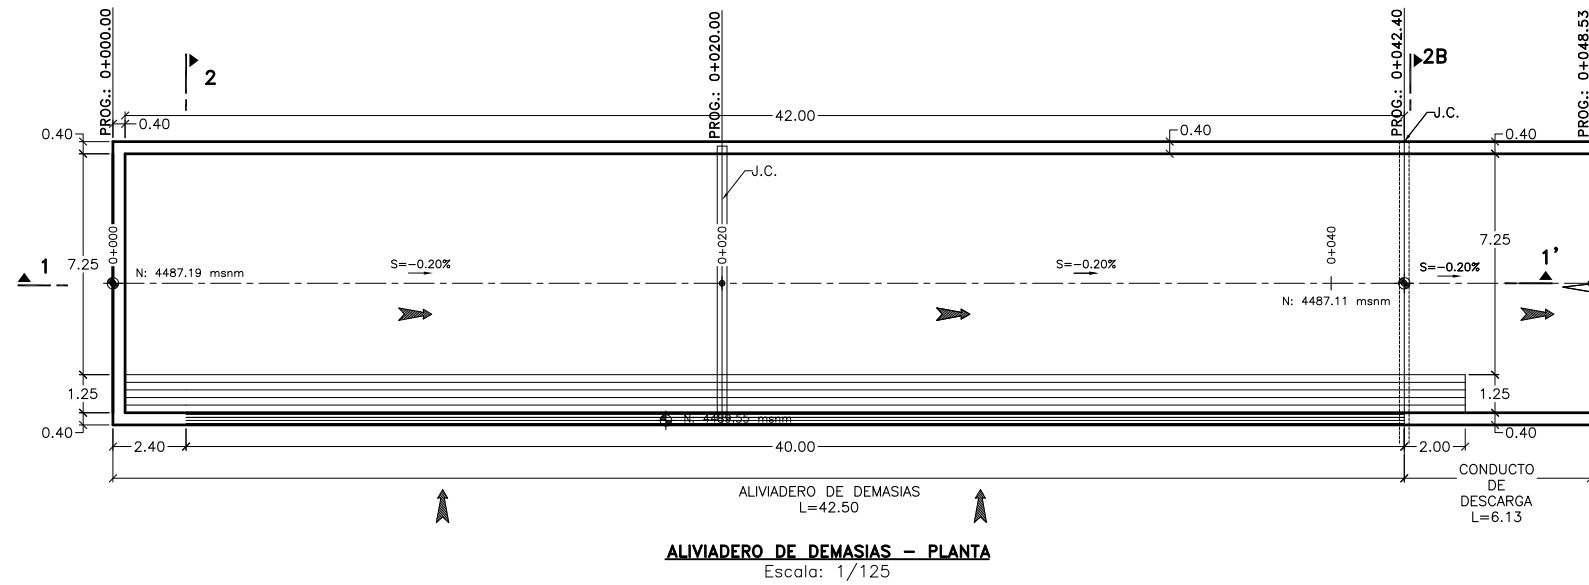 PROG.: 0+000.00
PROG.: 0+020.00
PROG.: 0+042.40
PROG.: 0+048.53
2
2B
42.00
J.C.
0.40
0.40
0.40
0.40
J.C.
0+000
0+020
0+040
7.25
7.25
1
1'
N: 4487.19 msnm
S=-0.20%
S=-0.20%
S=-0.20%
N: 4487.11 msnm
1.25
1.25
N: 4489.55 msnm
0.40
0.40
2.40
40.00
2.00
ALIVIADERO DE DEMASIAS
L=42.50
CONDUCTO
DE
DESCARGA
L=6.13
ALIVIADERO DE DEMASIAS - PLANTA
Escala: 1/125